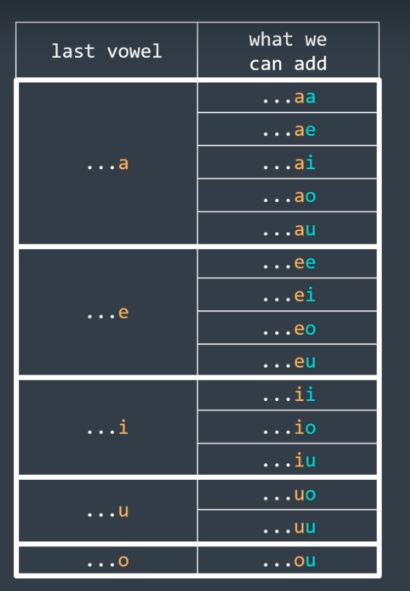 last vowel
what we
can add
...a
...aa
...ae
...ai
...ao
...au
...e
...ee
...ei
...eo
...eu
...i
...ii
...io
...iu
...u
...uo
...uu
...o
...ou